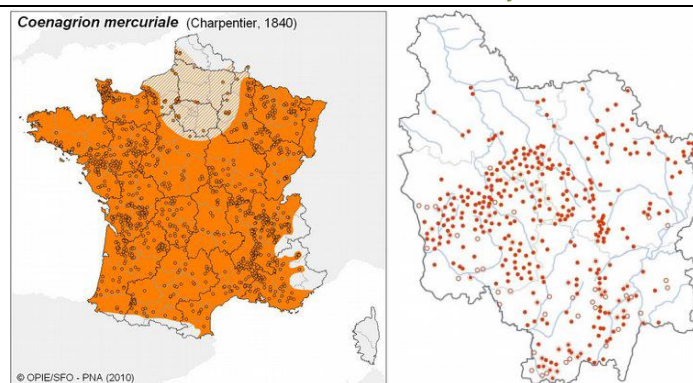 Coenagrion mercuriale (Charpentier, 1840)
© OPIE/SFO - PNA (2010)